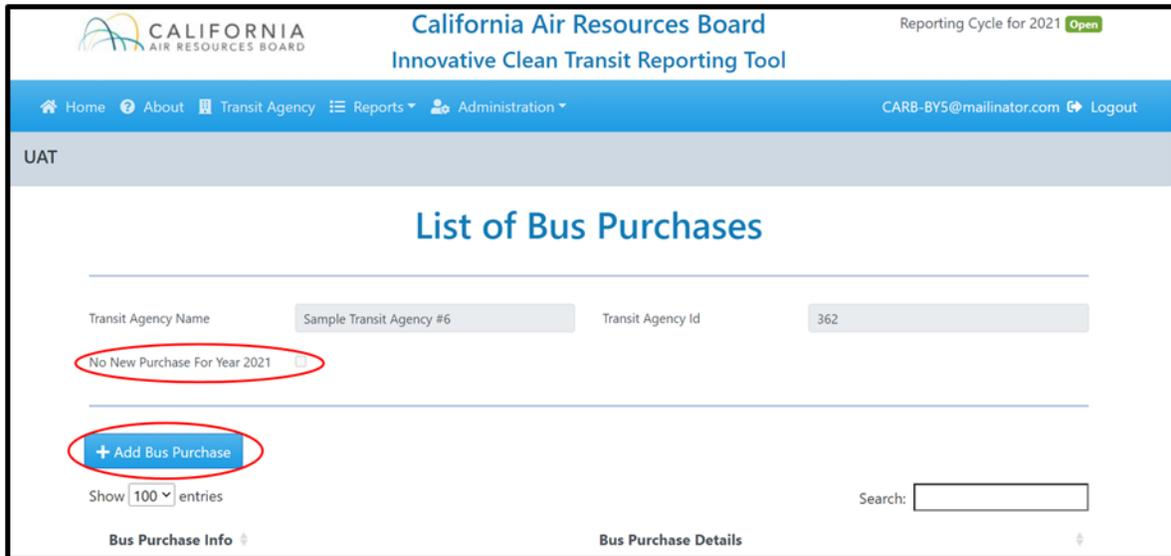 CALIFORNIA
AIR RESOURCES BOARD
California Air Resources Board
Innovative Clean Transit Reporting Tool
Reporting Cycle for 2021 Open
Home About Transit Agency Reports Administration CARB-BY5@mailinator.com Logout
UAT
List of Bus Purchases
Transit Agency Name Sample Transit Agency #6 Transit Agency Id 362
No New Purchase For Year 2021
+ Add Bus Purchase
Show 100 entries Search:
Bus Purchase Info Bus Purchase Details